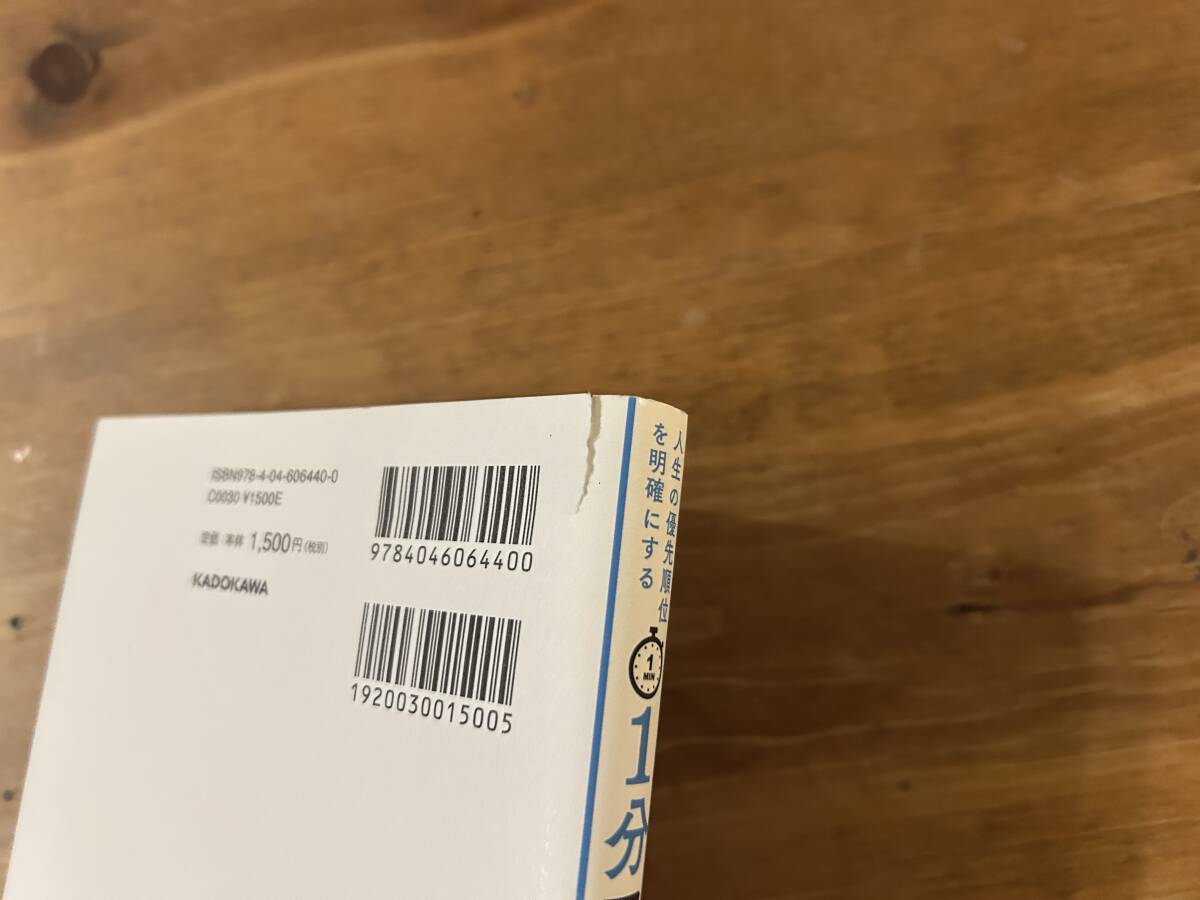 ISBN978-4-04-606440-0
C0030 ¥1500E
定価 本体 1,500円(税別)
KADOKAWA
9784046064400
1920030015005
人生の優先順位
を明確にする
1
MIN
1分